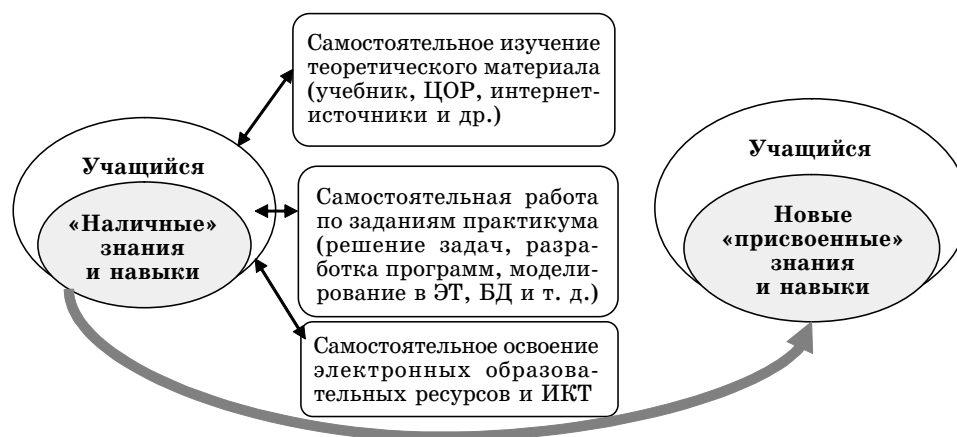 Самостоятельное изучение
теоретического материала
(учебник, ЦОР, интернет-
источники и др.)
Учащийся
«Наличные»
знания
и навыки
Самостоятельная работа
по заданиям практикума
(решение задач, разра-
ботка программ, модели-
рование в ЭТ, БД и т. д.)
Самостоятельное освоение
электронных образова-
тельных ресурсов и ИКТ
Учащийся
Новые
«присвоенные»
знания
и навыки